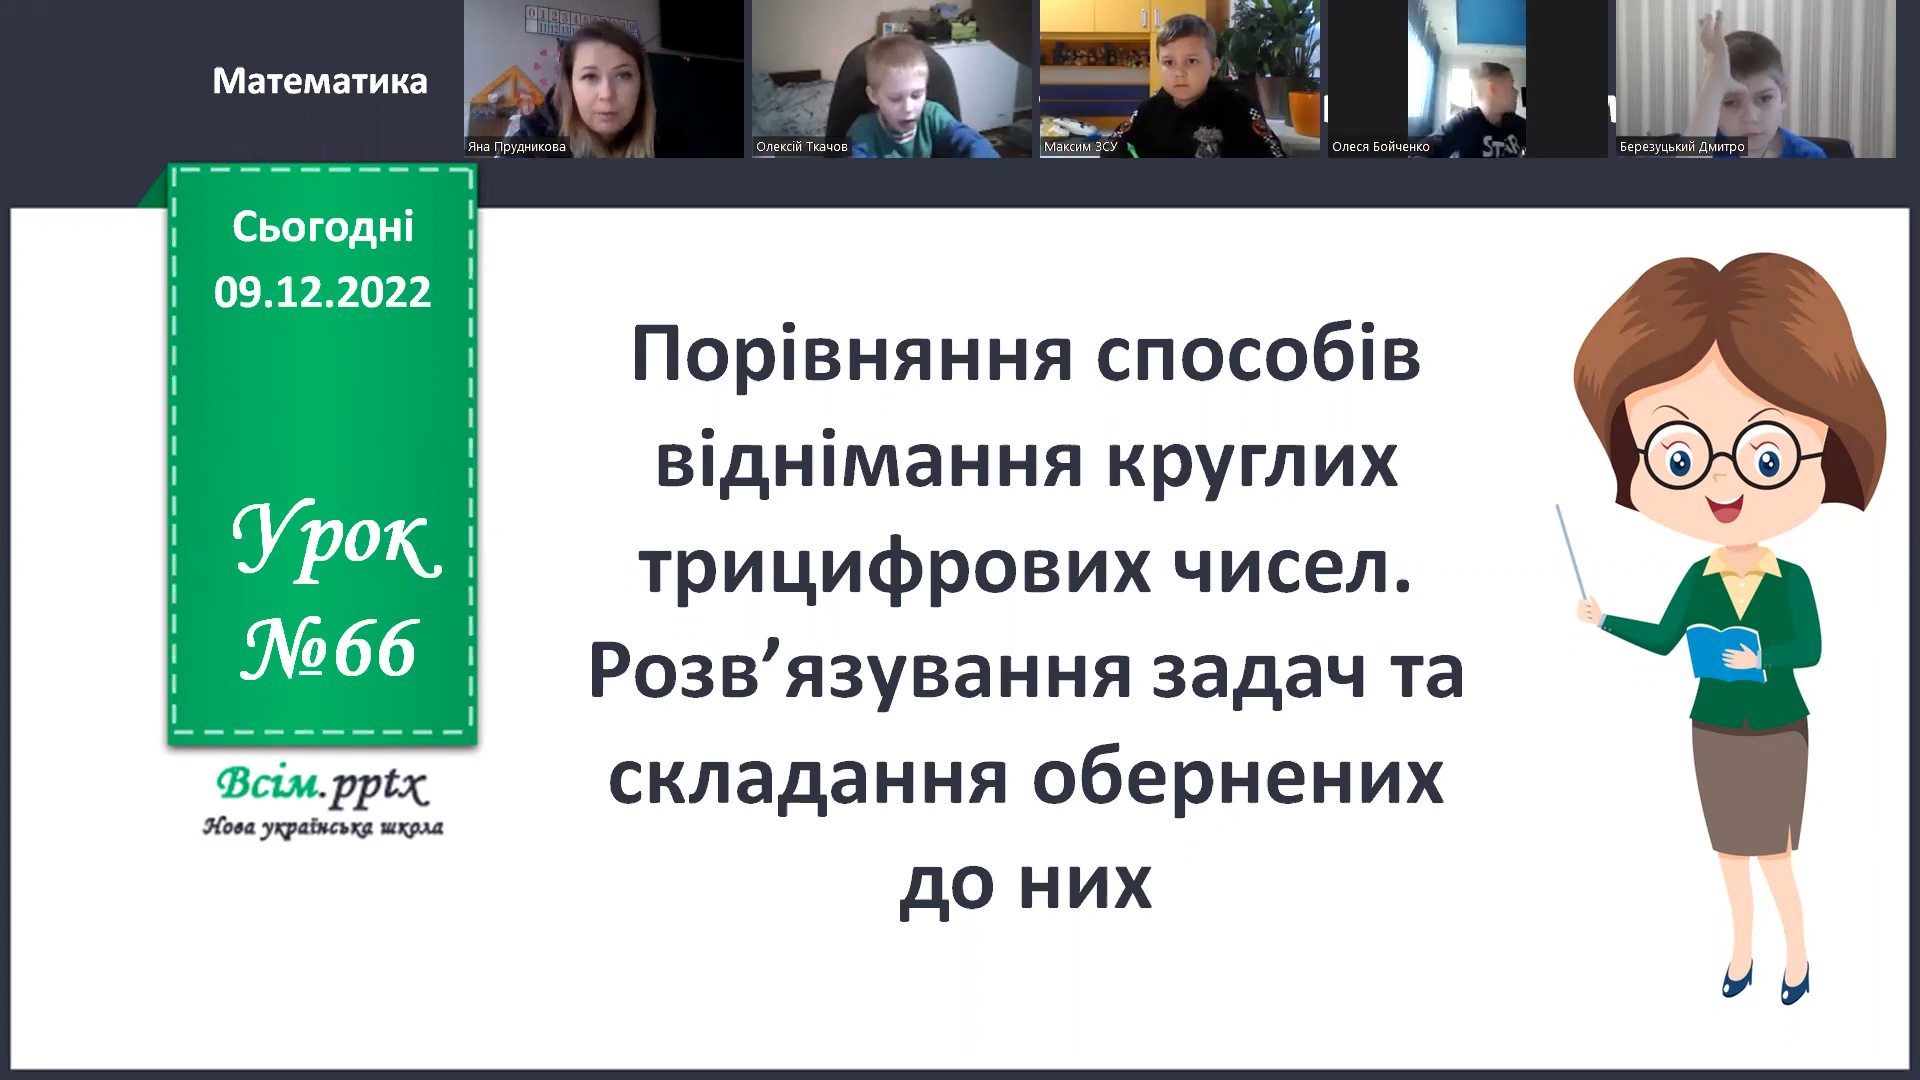 Математика
Яна Прудникова
Олексій Ткачов
Максим ЗСУ
Олеся Бойченко
Березуцький Дмитро
Сьогодні
09.12.2022
Урок
№66
Всім.pptx
Нова українська школа
Порівняння способів
віднімання круглих
трицифрових чисел.
Розв’язування задач та
складання обернених
до них